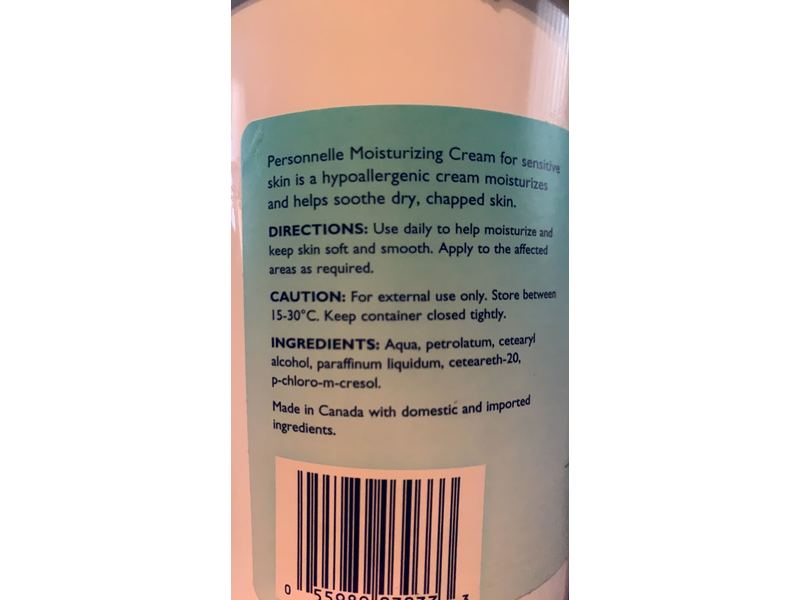 Personnelle Moisturizing Cream for sensitive
skin is a hypoallergenic cream moisturizes
and helps soothe dry, chapped skin.
DIRECTIONS: Use daily to help moisturize and
keep skin soft and smooth. Apply to the affected
areas as required.
CAUTION: For external use only. Store between
15-30°C. Keep container closed tightly.
INGREDIENTS: Aqua, petrolatum, cetearyl
alcohol, paraffinum liquidum, ceteareth-20,
p-chloro-m-cresol.
Made in Canada with domestic and imported
ingredients.
0 3